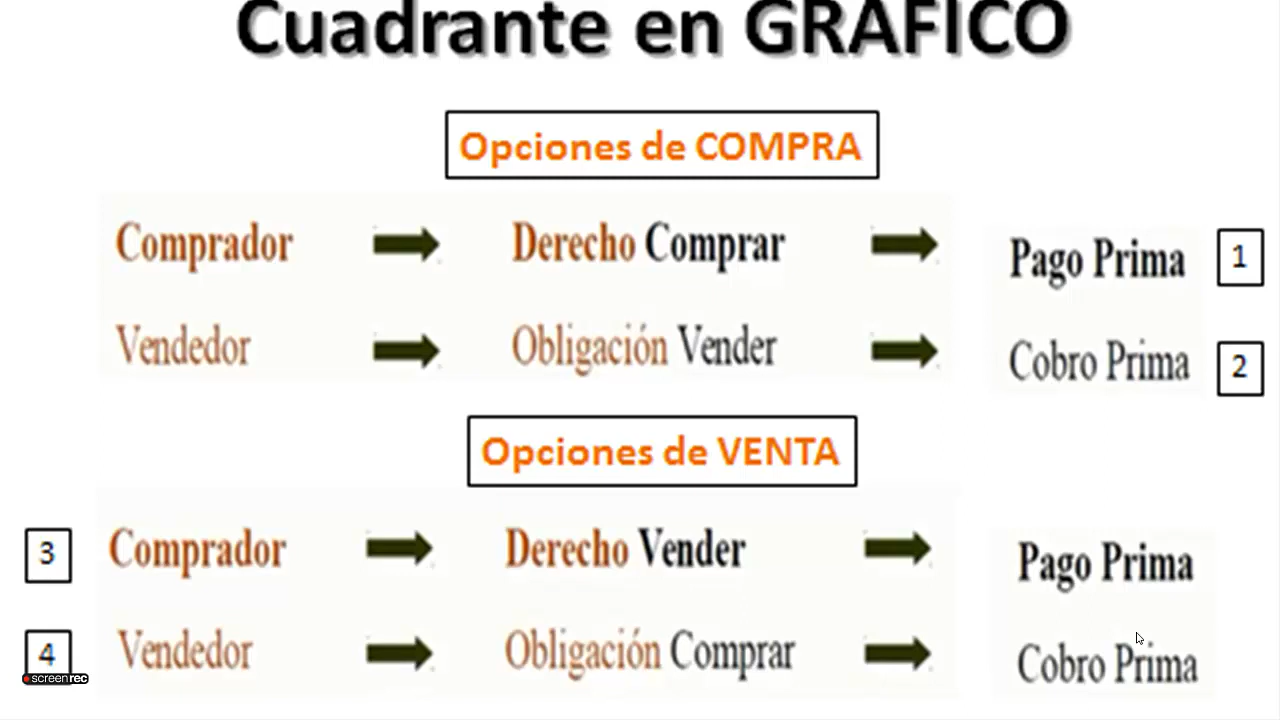 Cuadrante en GRAFICO
Opciones de COMPRA
Comprador Derecho Comprar Pago Prima 1
Vendedor Obligación Vender Cobro Prima 2
Opciones de VENTA
3 Comprador Derecho Vender Pago Prima
4 Vendedor Obligación Comprar Cobro Prima
screenrec